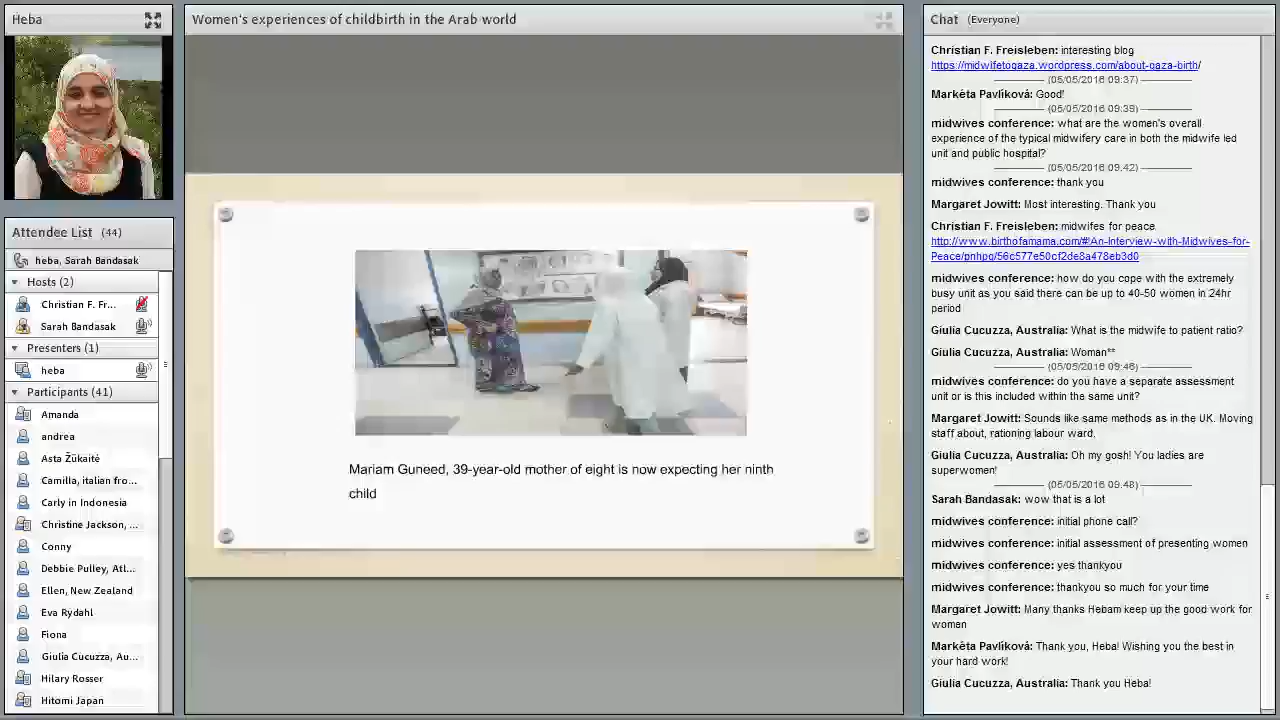 Heba
Women's experiences of childbirth in the Arab world
Chat (Everyone)
Attendee List (44)
heba, Sarah Bandasak
Hosts (2)
Christian F. Fr...
Sarah Bandasak
Presenters (1)
heba
Participants (41)
Amanda
andrea
Asta Žūkaitė
Camilla, italian fro...
Carly in Indonesia
Christine Jackson, ...
Conny
Debbie Pulley, Atl...
Ellen, New Zealand
Eva Rydahl
Fiona
Giulia Cucuzza, Au...
Hilary Rosser
Hitomi Japan
Mariam Guneed, 39-year-old mother of eight is now expecting her ninth
child
Christian F. Freisleben: interesting blog
https://midwifetogaza.wordpress.com/about-gaza-birth/
(05/05/2016 09:37)
Markéta Pavlíková: Good!
(05/05/2016 09:39)
midwives conference: what are the women's overall
experience of the typical midwifery care in both the midwife led
unit and public hospital?
(05/05/2016 09:42)
midwives conference: thank you
Margaret Jowitt: Most interesting. Thank you
Christian F. Freisleben: midwifes for peace
http://www.birthofamama.com/#!An-Interview-with-Midwives-for-
midwives conference: how do you cope with the extremely
busy unit as you said there can be up to 40-50 women in 24hr
period
Giulia Cucuzza, Australia: What is the midwife to patient ratio?
Giulia Cucuzza, Australia: Woman**
(05/05/2016 09:46)
midwives conference: do you have a separate assessment
unit or is this included within the same unit?
Margaret Jowitt: Sounds like same methods as in the UK. Moving
staff about, rationing labour ward.
Giulia Cucuzza, Australia: Oh my gosh! You ladies are
superwomen!
(05/05/2016 09:48)
Sarah Bandasak: wow that is a lot
midwives conference: initial phone call?
midwives conference: initial assessment of presenting women
midwives conference: yes thankyou
midwives conference: thankyou so much for your time
Margaret Jowitt: Many thanks Hebam keep up the good work for
women
Markéta Pavlíková: Thank you, Heba! Wishing you the best in
your hard work!
Giulia Cucuzza, Australia: Thank you Heba!